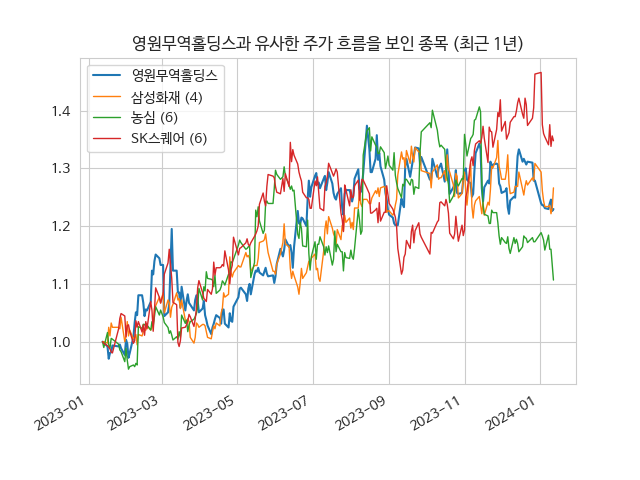 영원무역홀딩스과 유사한 주가 흐름을 보인 종목 (최근 1년)
영원무역홀딩스
삼성화재 (4)
농심 (6)
SK스퀘어 (6)
1.4
1.3
1.2
1.1
1.0
2023-01
2023-03
2023-05
2023-07
2023-09
2023-11
2024-01